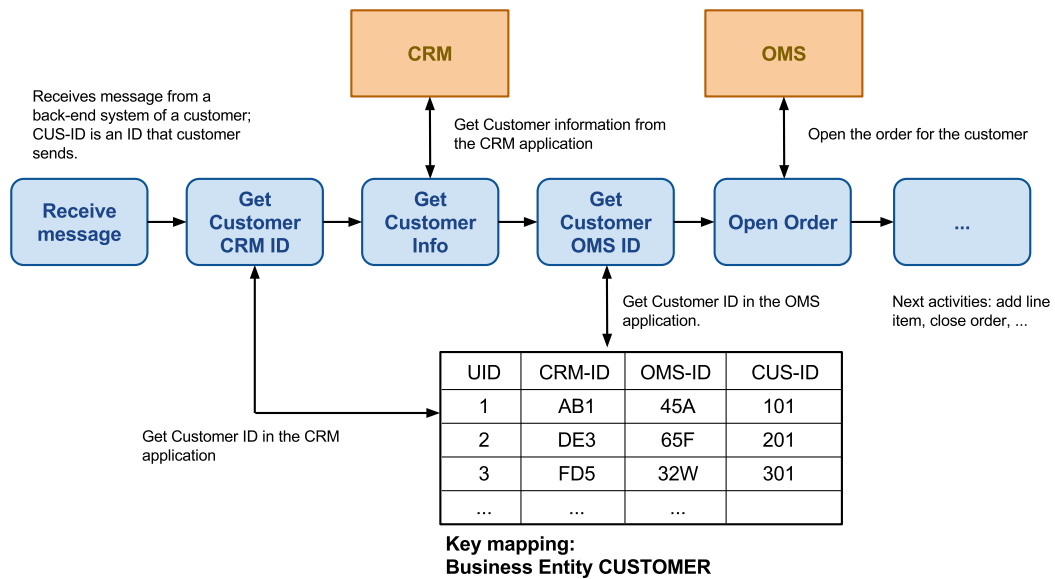 CRM
OMS
Receives message from a
back-end system of a customer;
CUS-ID is an ID that customer
sends.
Get Customer information from
the CRM application
Open the order for the customer
Receive
message
Get
Customer
CRM ID
Get
Customer
Info
Get
Customer
OMS ID
Open Order
...
Get Customer ID in the OMS
application.
Next activities: add line
item, close order, ...
Get Customer ID in the CRM
application
UID CRM-ID OMS-ID CUS-ID
1 AB1 45A 101
2 DE3 65F 201
3 FD5 32W 301
... ... ...
Key mapping:
Business Entity CUSTOMER